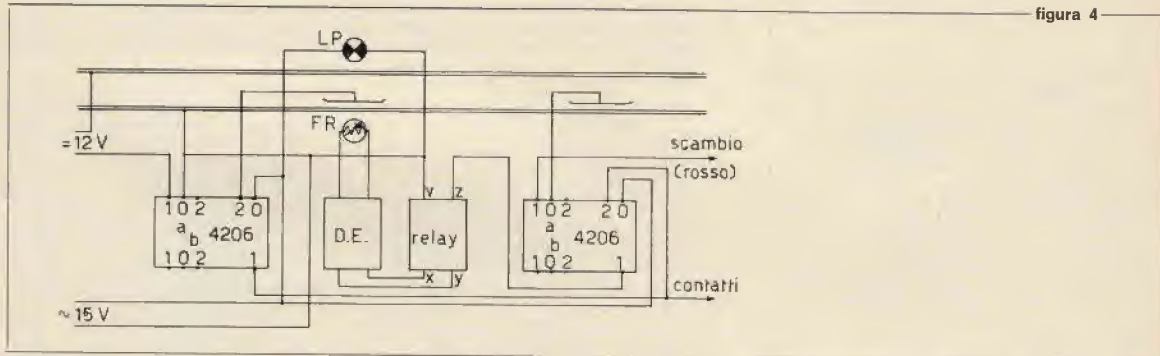 figura 4
LP
FR
=12 V
scambio
(rosso)
1 0 2 2 0
a
b 4206
1 0 2 1
D.E.
v z
relay
x y
1 0 2 2 0
a
b 4206
1 0 2 1
contatti
~15 V